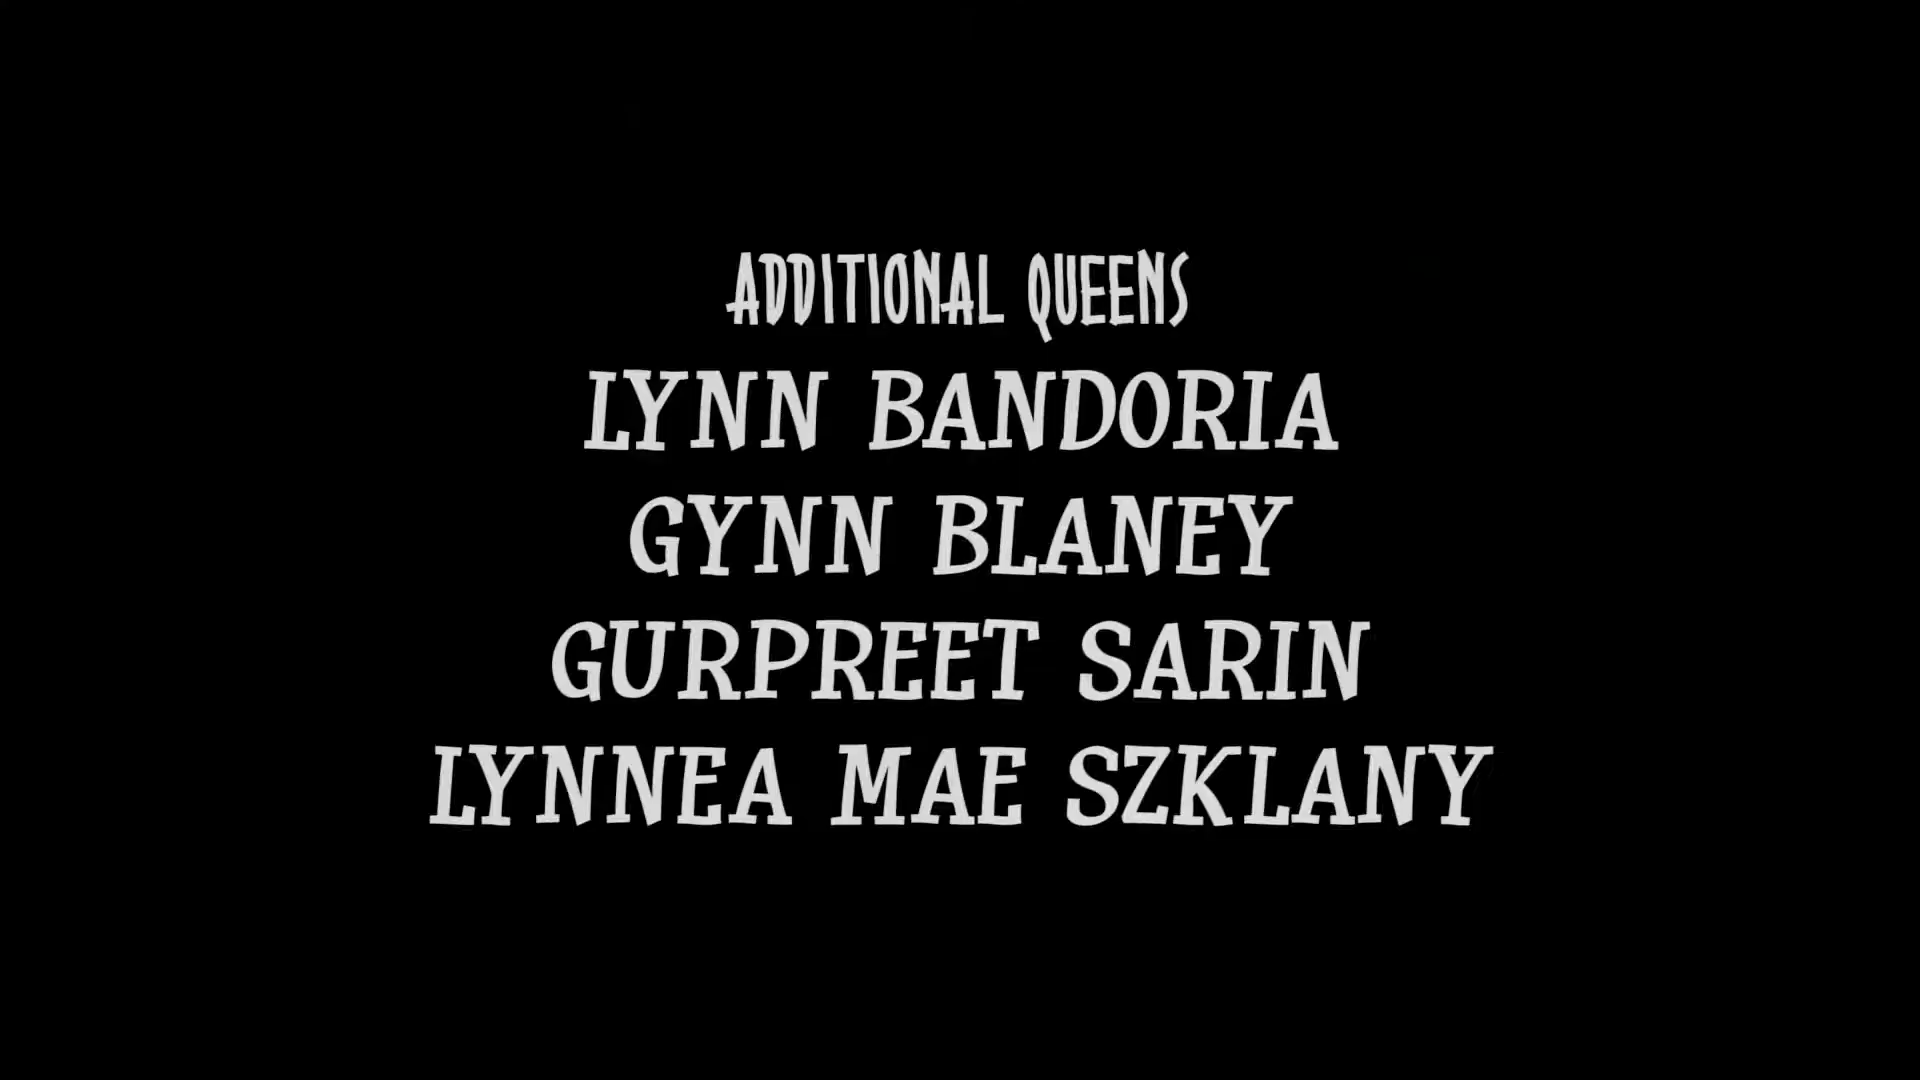 ADDITIONAL QUEENS
LYNN BANDORIA
GYNN BLANEY
GURPREET SARIN
LYNNEA MAE SZKLANY